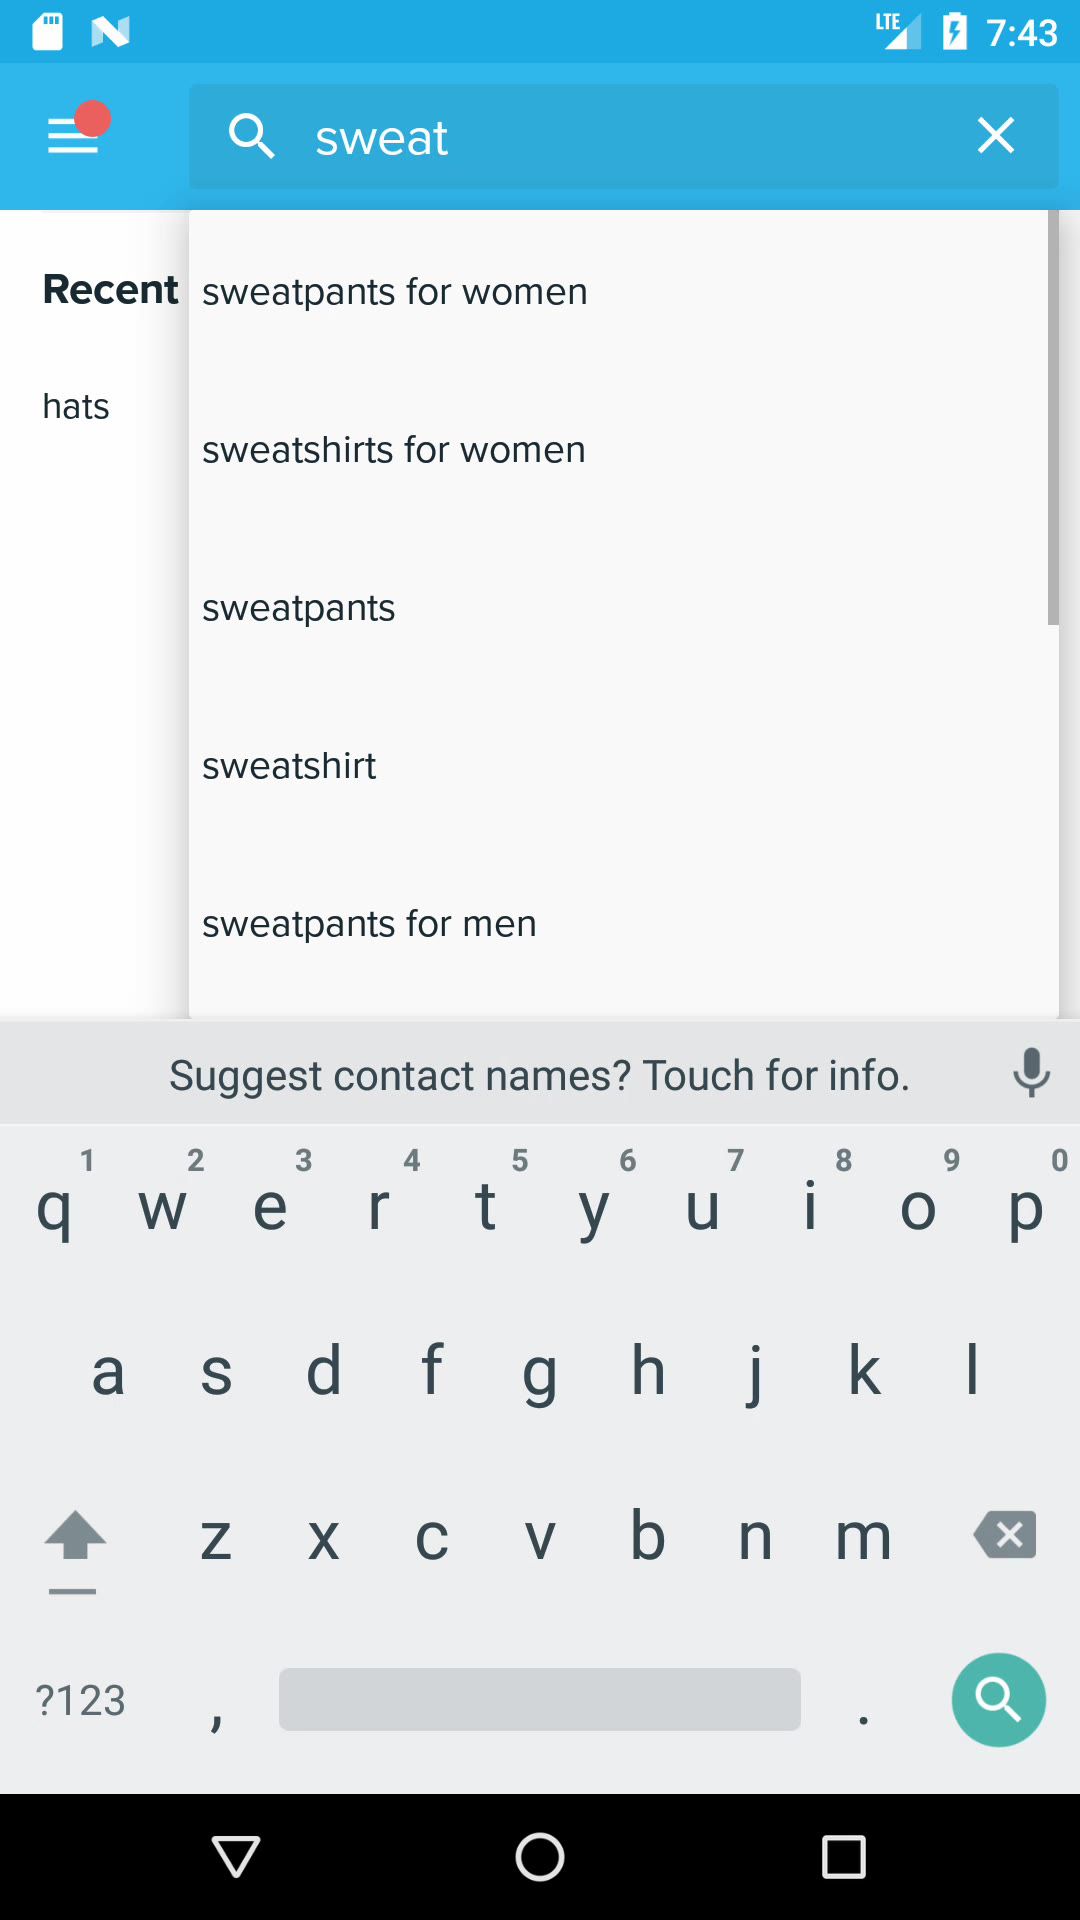 LTE 7:43
sweat
Recent
hats
sweatpants for women
sweatshirts for women
sweatpants
sweatshirt
sweatpants for men
Suggest contact names? Touch for info.
1 2 3 4 5 6 7 8 9 0
q w e r t y u i o p
a s d f g h j k l
z x c v b n m
?123 , .